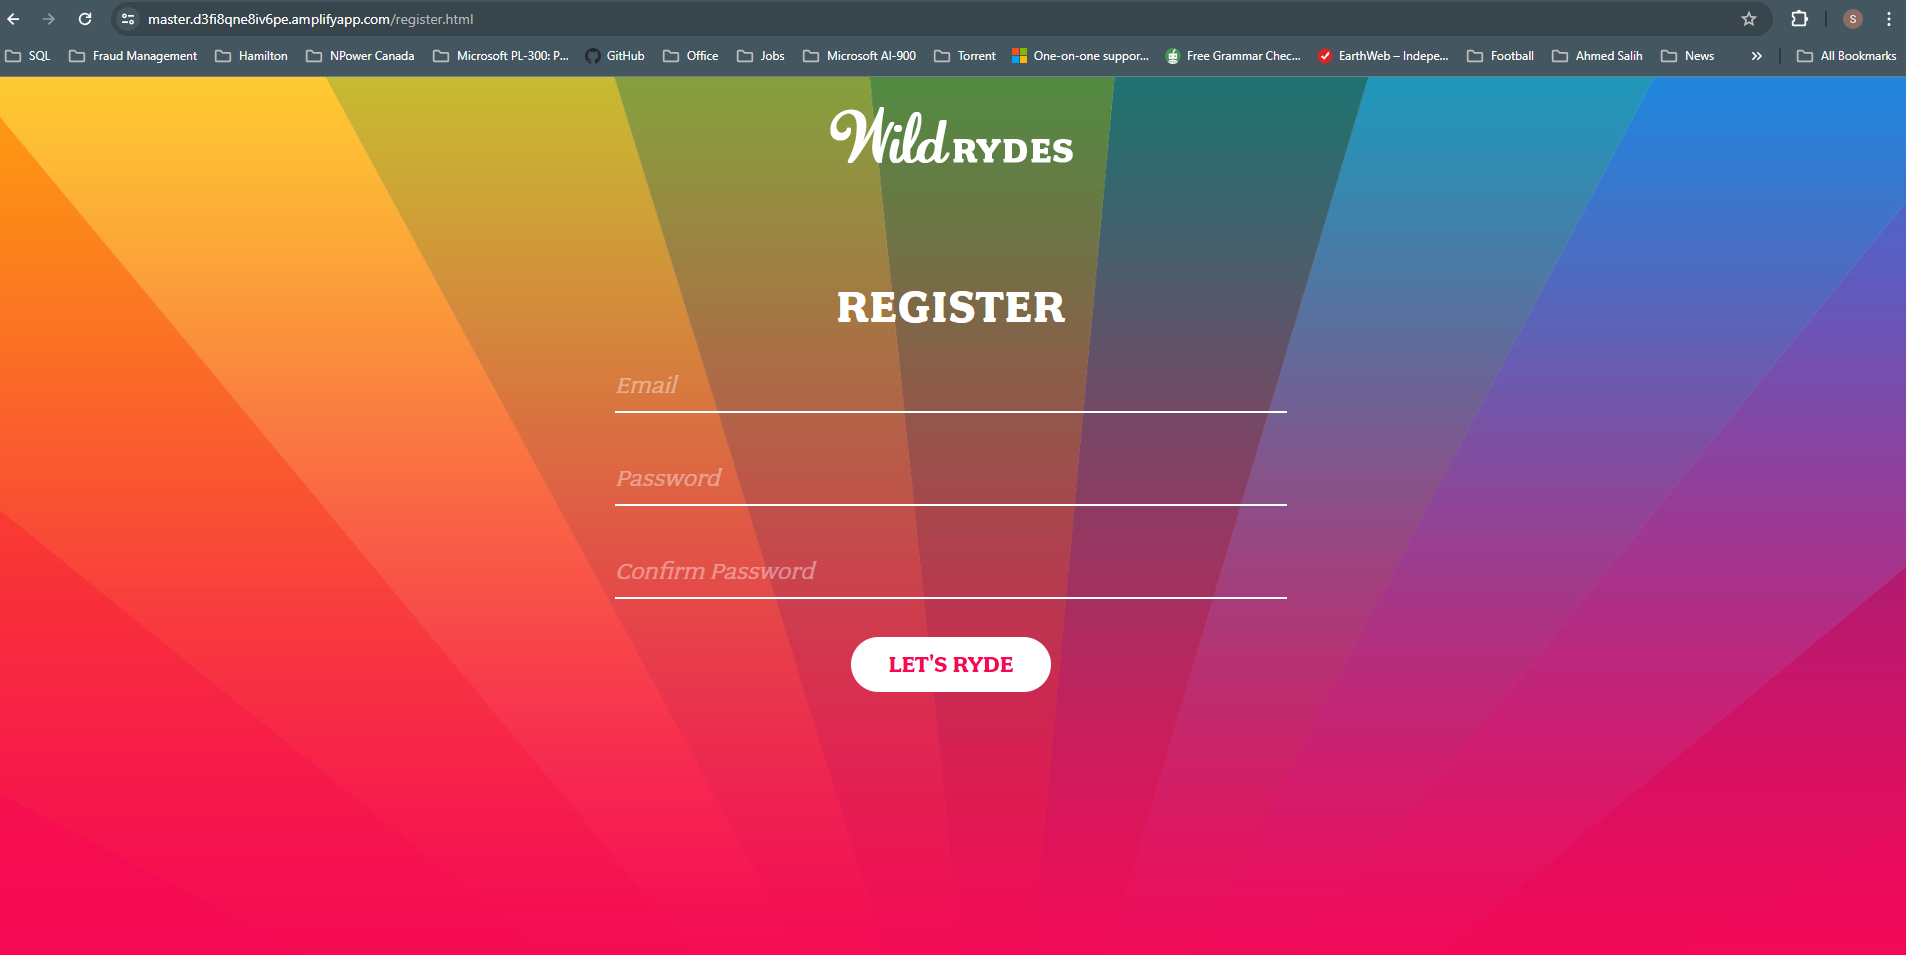 master.d3fi8qne8iv6pe.amplifyapp.com/register.html
S
SQL Fraud Management Hamilton NPower Canada Microsoft PL-300: P... GitHub Office Jobs Microsoft AI-900 Torrent One-on-one suppor... Free Grammar Chec... EarthWeb – Indepe... Football Ahmed Salih News » All Bookmarks
Wild RYDES
REGISTER
Email
Password
Confirm Password
LET'S RYDE